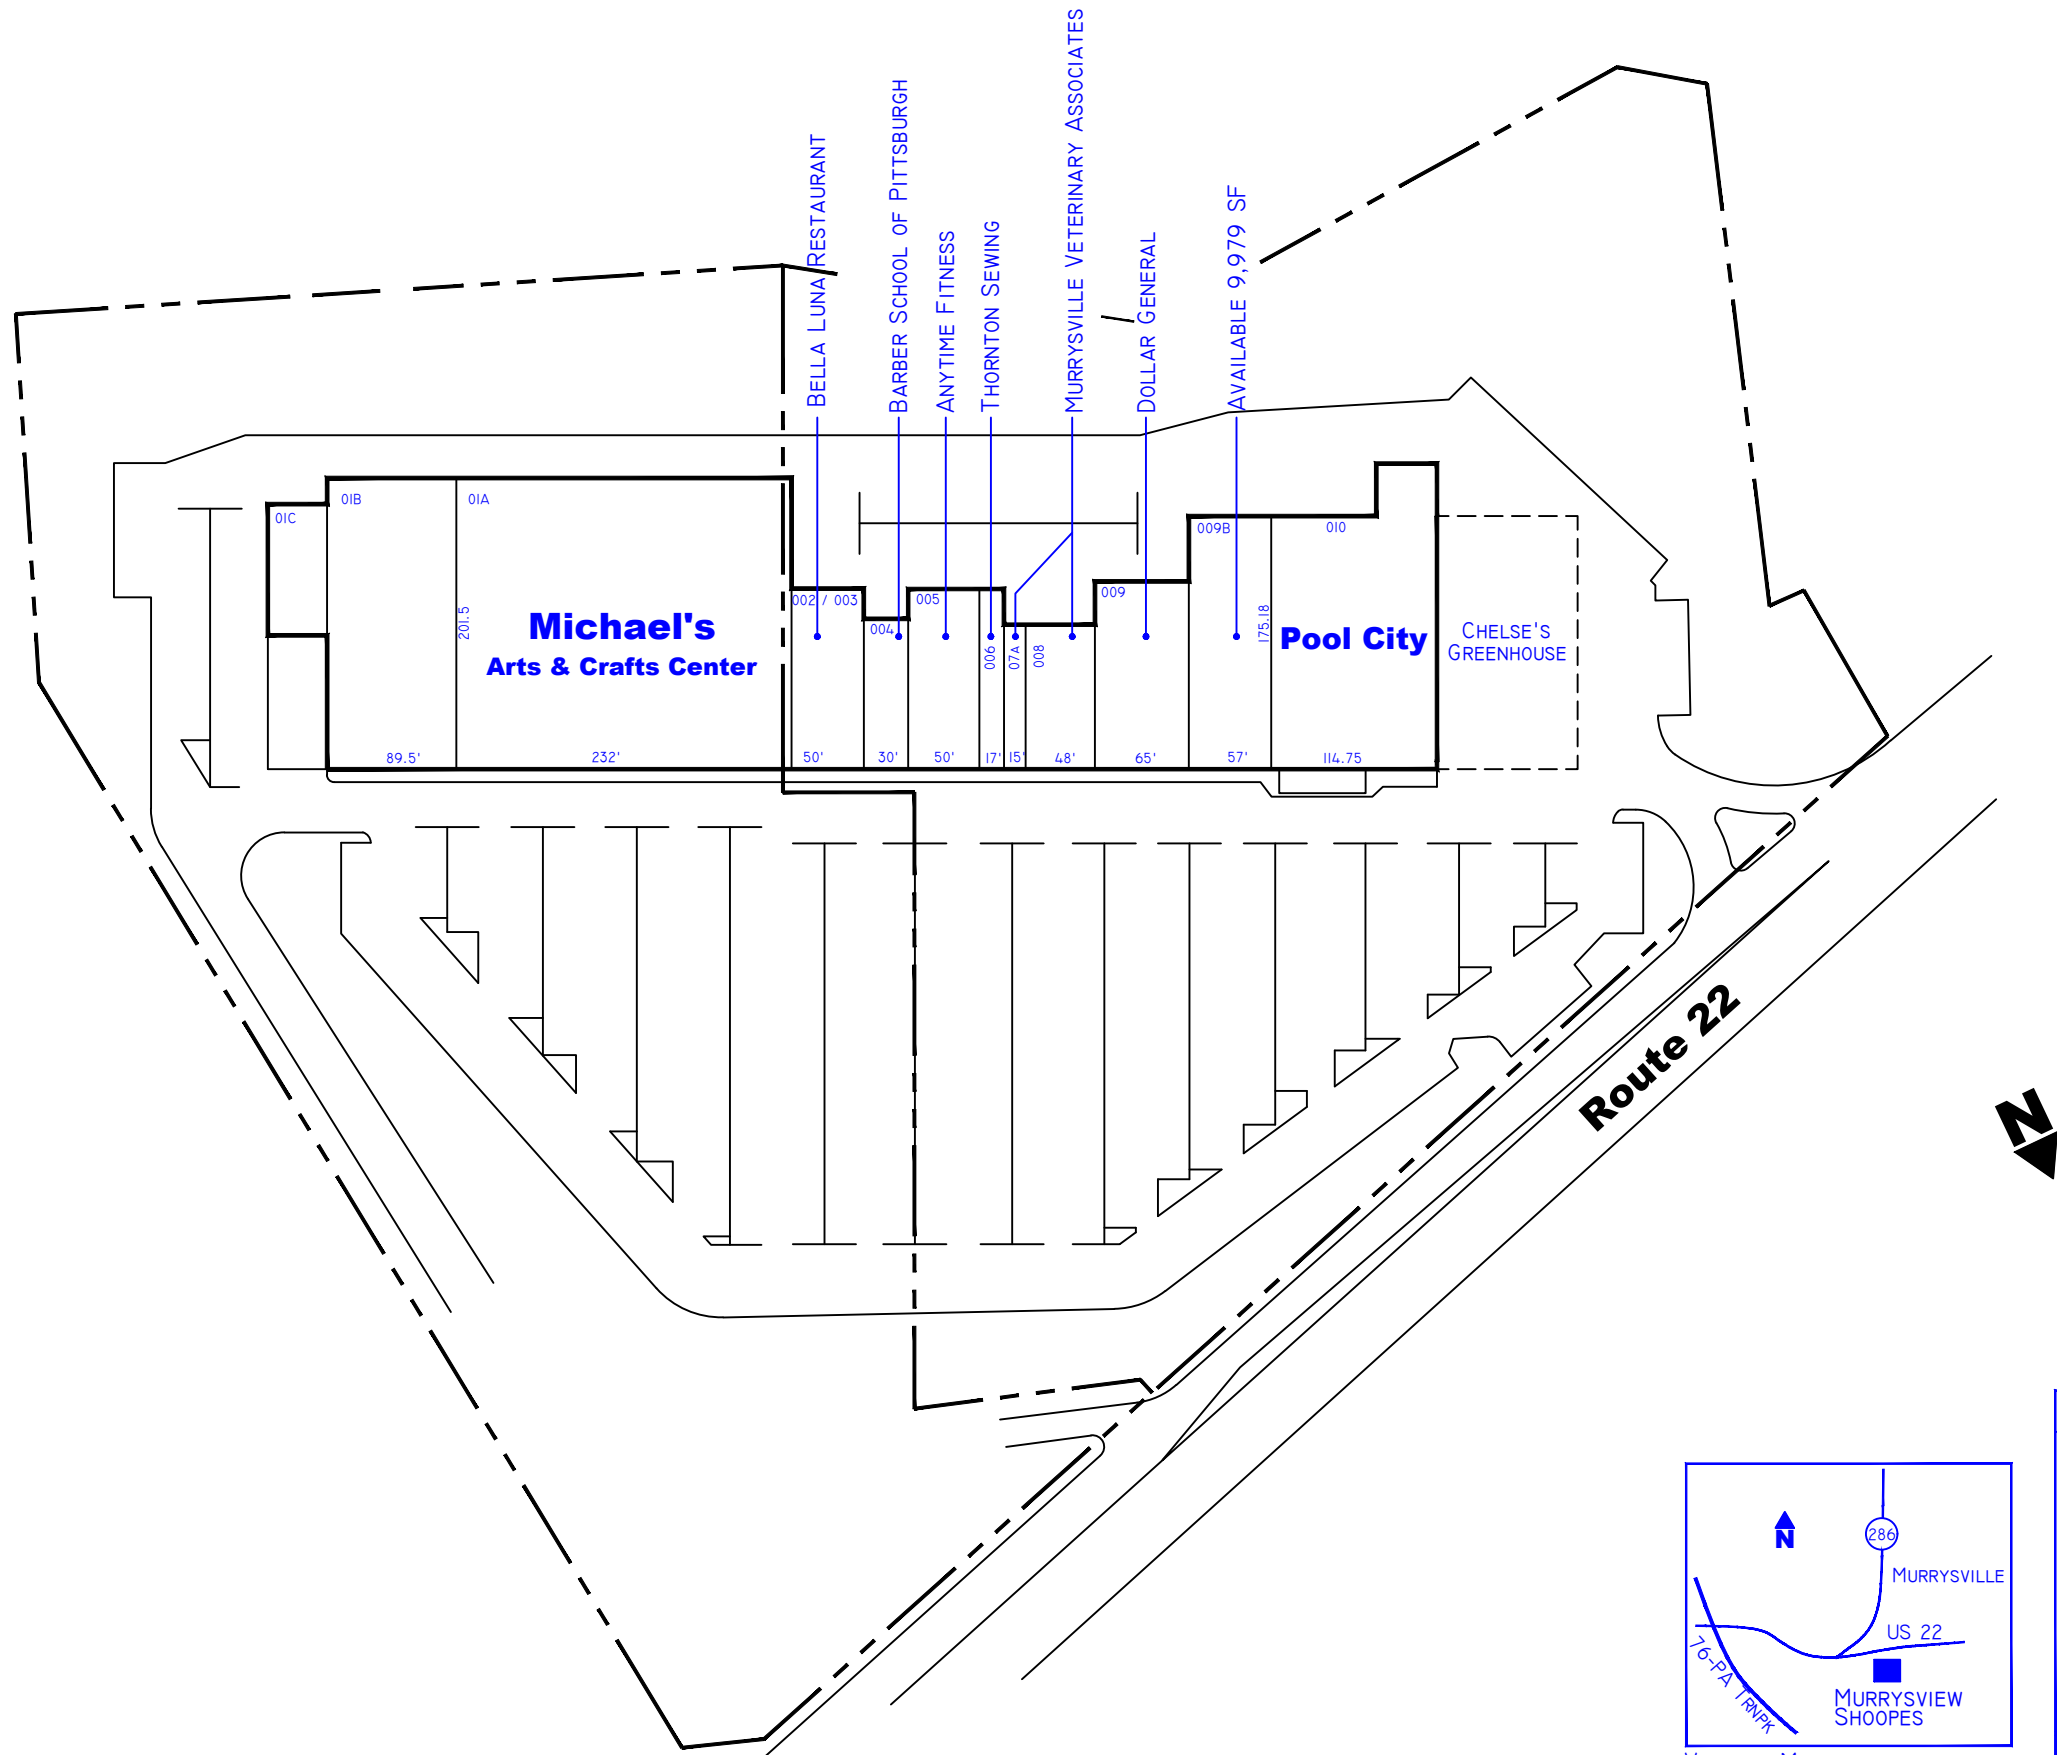 BELLA LUNA RESTAURANT
BARBER SCHOOL OF PITTSBURGH
ANYTIME FITNESS
THORNTON SEWING
MURRYSVILLE VETERINARY ASSOCIATES
DOLLAR GENERAL
AVAILABLE 9,979 SF
01C
01B
01A
002 / 003
004
005
006
07A
008
009
009B
010
201.5
175.18
Michael's
Arts & Crafts Center
Pool City
CHELSE'S
GREENHOUSE
89.5'
232'
50'
30'
50'
17'
15'
48'
65'
57'
114.75
Route 22
N
N
286
MURRYSVILLE
US 22
76-PA TRNPK
MURRYSVIEW
SHOOPES